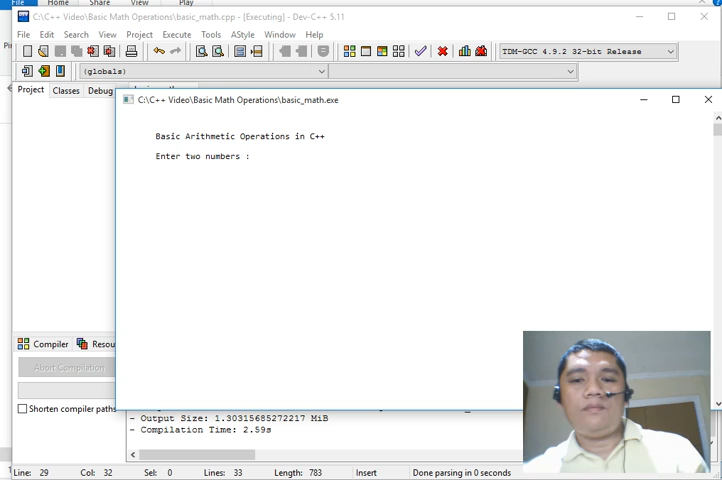 File Home Share View Play
C:\C++ Video\Basic Math Operations\basic_math.cpp - [Executing] - Dev-C++ 5.11
File Edit Search View Project Execute Tools AStyle Window Help
TDM-GCC 4.9.2 32-bit Release
(globals)
Project Classes Debug
C:\C++ Video\Basic Math Operations\basic_math.exe
Basic Arithmetic Operations in C++
Enter two numbers :
Compiler Resou
Abort Compilation
Shorten compiler paths
- Output Size: 1.30315685272217 MiB
- Compilation Time: 2.59s
Line: 29 Col: 32 Sel: 0 Lines: 33 Length: 783 Insert Done parsing in 0 seconds